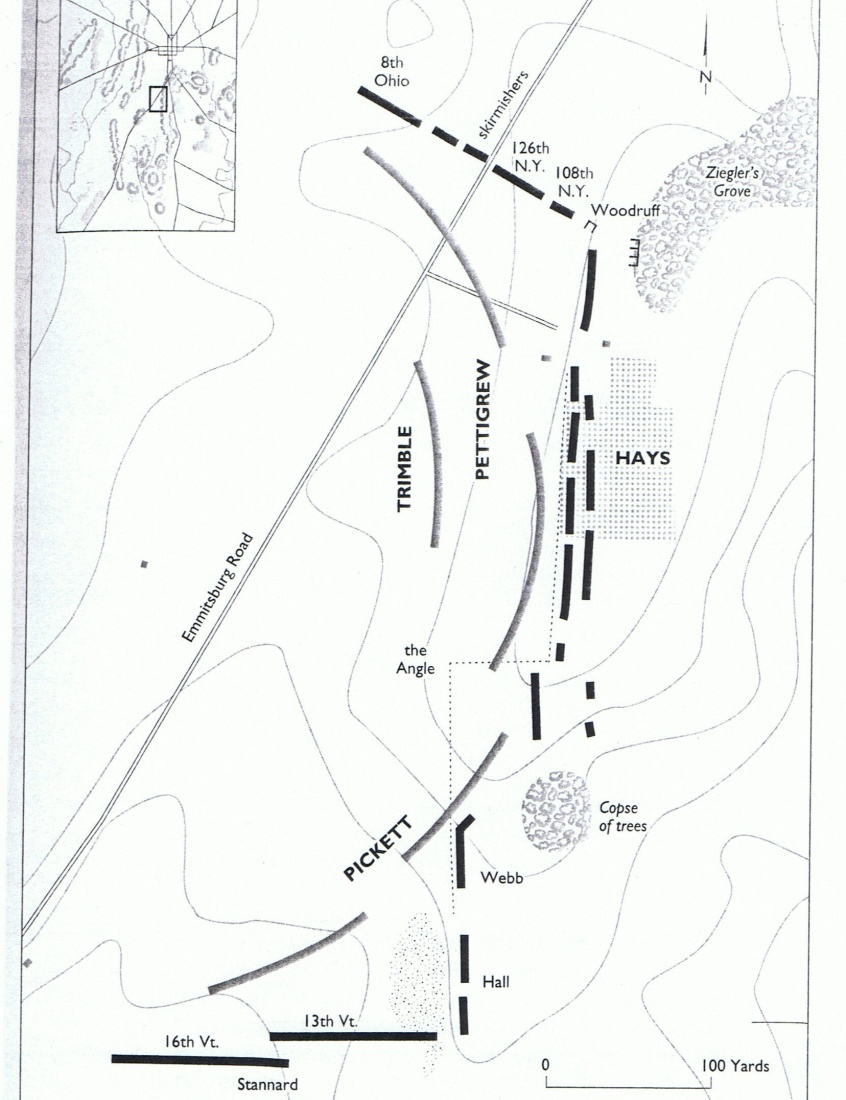 8th
Ohio
skirmishers
N
126th
N.Y.
108th
N.Y.
Ziegler's
Grove
Woodruff
PETTIGREW
TRIMBLE
HAYS
Emmitsburg Road
the
Angle
Copse
of trees
PICKETT
Webb
Hall
13th Vt.
16th Vt.
Stannard
0 100 Yards